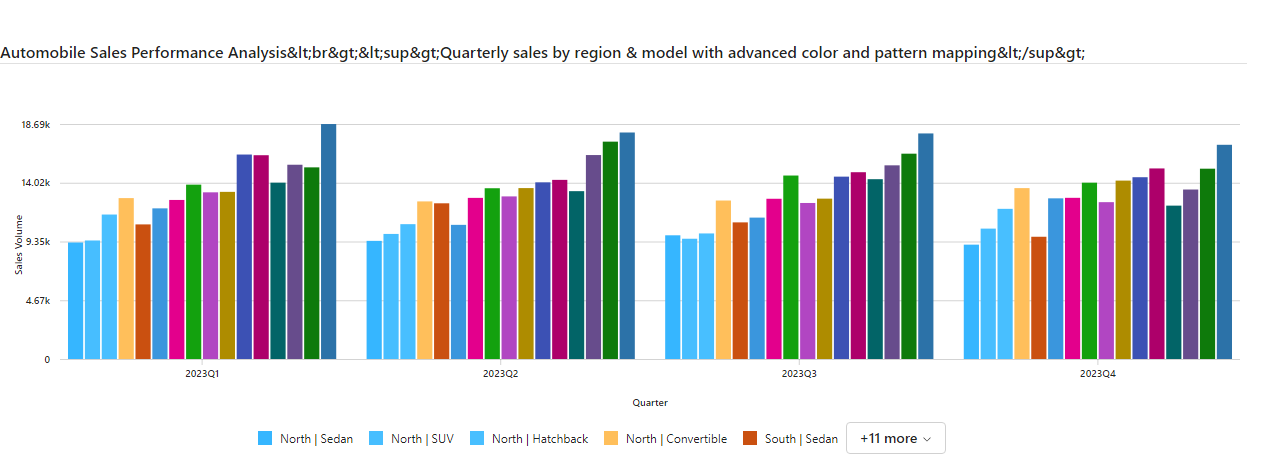 Automobile Sales Performance Analysis&lt;br&gt;&lt;sup&gt;Quarterly sales by region & model with advanced color and pattern mapping&lt;/sup&gt;
18.69k
14.02k
9.35k
4.67k
0
Sales Volume
2023Q1 2023Q2 2023Q3 2023Q4
Quarter
North | Sedan North | SUV North | Hatchback North | Convertible South | Sedan +11 more